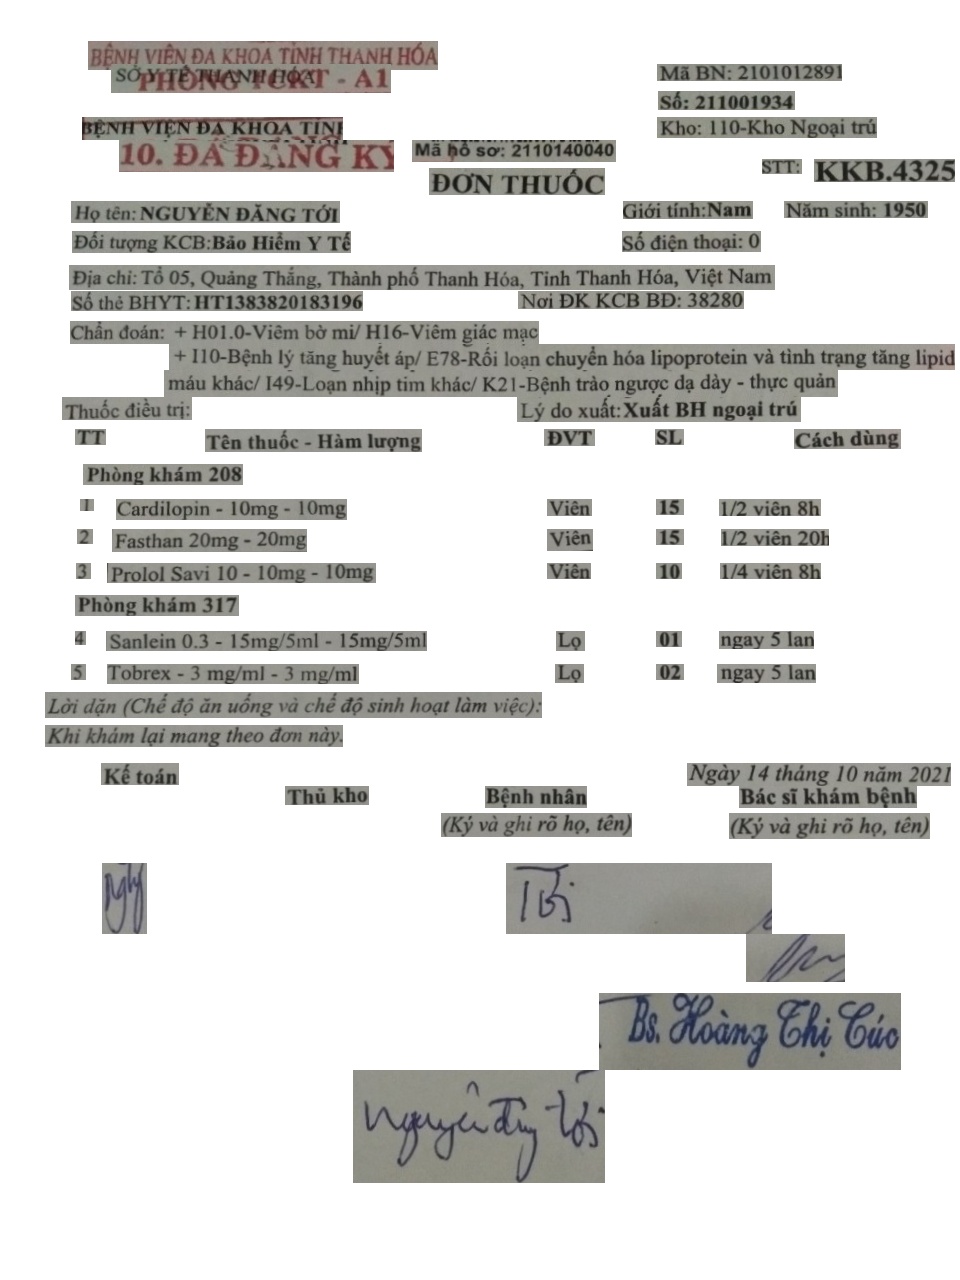 BỆNH VIÊN ĐA KHOA TỈNH THANH HÓA
SỞ Y TẾ THANH HÓA
PHÒNG TCKT - A1
Mã BN: 2101012891
Số: 211001934
BỆNH VIỆN ĐA KHOA TỈNH
Kho: 110-Kho Ngoại trú
10. ĐÃ ĐĂNG KÝ
Mã hồ sơ: 2110140040
STT: KKB.4325
ĐƠN THUỐC
Họ tên: NGUYỄN ĐĂNG TỚI Giới tính: Nam Năm sinh: 1950
Đối tượng KCB: Bảo Hiểm Y Tế Số điện thoại: 0
Địa chỉ: Tổ 05, Quảng Thắng, Thành phố Thanh Hóa, Tỉnh Thanh Hóa, Việt Nam
Số thẻ BHYT: HT1383820183196 Nơi ĐK KCB BĐ: 38280
Chẩn đoán: + H01.0-Viêm bờ mi/ H16-Viêm giác mạc
+ I10-Bệnh lý tăng huyết áp/ E78-Rối loạn chuyển hóa lipoprotein và tình trạng tăng lipid
máu khác/ I49-Loạn nhịp tim khác/ K21-Bệnh trào ngược dạ dày - thực quản
Thuốc điều trị: Lý do xuất: Xuất BH ngoại trú
TT Tên thuốc - Hàm lượng ĐVT SL Cách dùng
Phòng khám 208
1 Cardilopin - 10mg - 10mg Viên 15 1/2 viên 8h
2 Fasthan 20mg - 20mg Viên 15 1/2 viên 20h
3 Prolol Savi 10 - 10mg - 10mg Viên 10 1/4 viên 8h
Phòng khám 317
4 Sanlein 0.3 - 15mg/5ml - 15mg/5ml Lọ 01 ngay 5 lan
5 Tobrex - 3 mg/ml - 3 mg/ml Lọ 02 ngay 5 lan
Lời dặn (Chế độ ăn uống và chế độ sinh hoạt làm việc):
Khi khám lại mang theo đơn này.
Ngày 14 tháng 10 năm 2021
Kế toán Thủ kho Bệnh nhân Bác sĩ khám bệnh
(Ký và ghi rõ họ, tên) (Ký và ghi rõ họ, tên)
Tới
Bs. Hoàng Thị Cúc
Nguyễn Tới